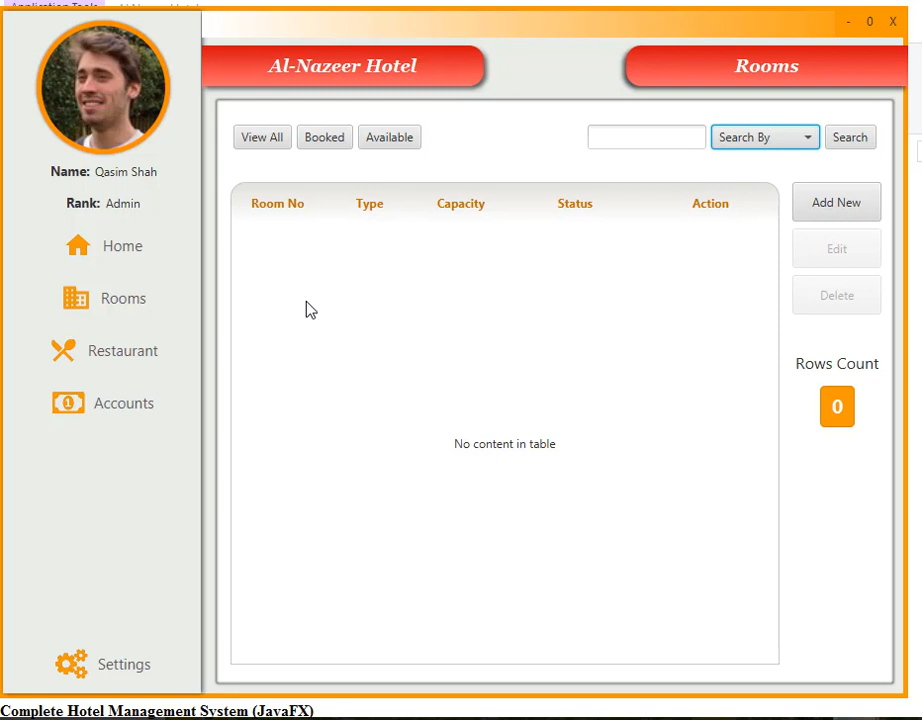 - 0 X
Al-Nazeer Hotel
Rooms
Name: Qasim Shah
Rank: Admin
Home
Rooms
Restaurant
Accounts
Settings
View All Booked Available
Search By Search
Room No Type Capacity Status Action
No content in table
Add New
Edit
Delete
Rows Count
0
Complete Hotel Management System (JavaFX)